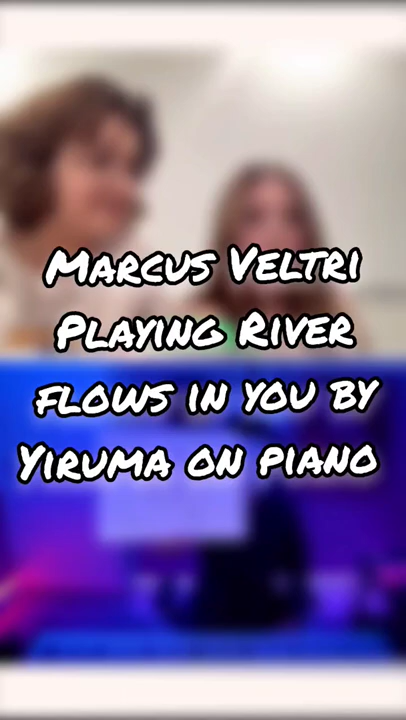 Marcus Veltri
Playing River
flows in you by
Yiruma on piano